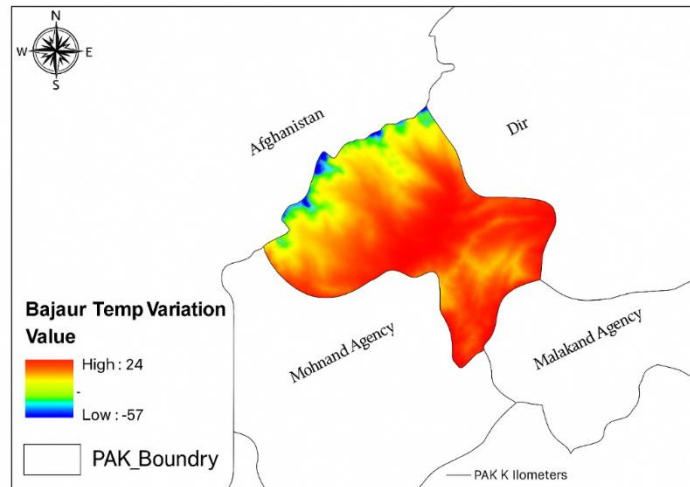 N
W E
S
Afghanistan
Dir
Bajaur Temp Variation
Value
High : 24
-
Low : -57
PAK_Boundry
Mohnand Agency
Malakand Agency
PAK K Ilometers